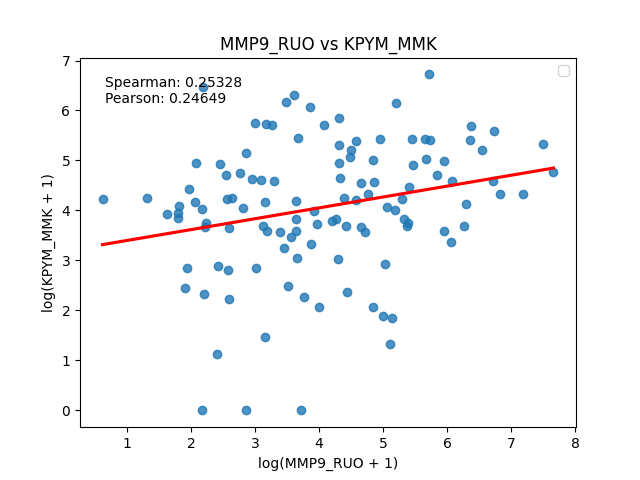 MMP9_RUO vs KPYM_MMK
Spearman: 0.25328
Pearson: 0.24649
7
6
5
4
3
2
1
0
log(KPYM_MMK + 1)
1 2 3 4 5 6 7 8
log(MMP9_RUO + 1)